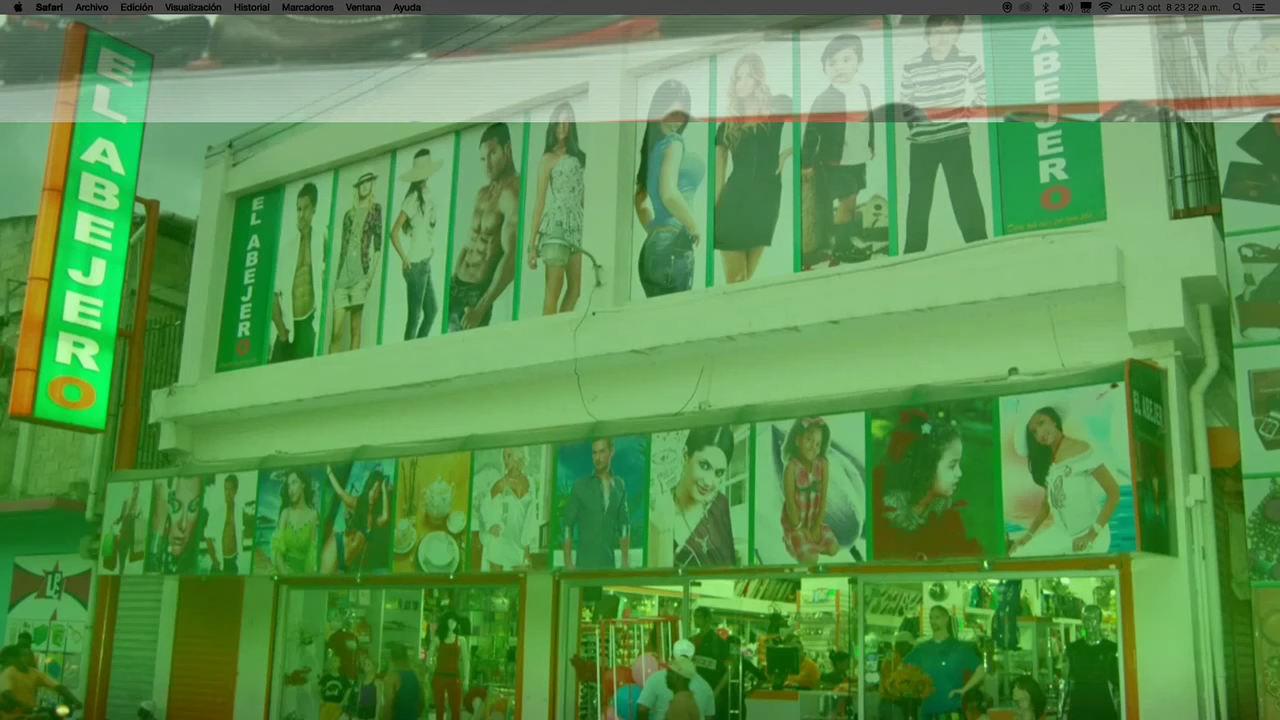 Safari Archivo Edición Visualización Historial Marcadores Ventana Ayuda
Lun 3 oct 8 23 22 a.m.
EL ABEJERO
EL ABEJERO
ABEJERO
EL ABEJER